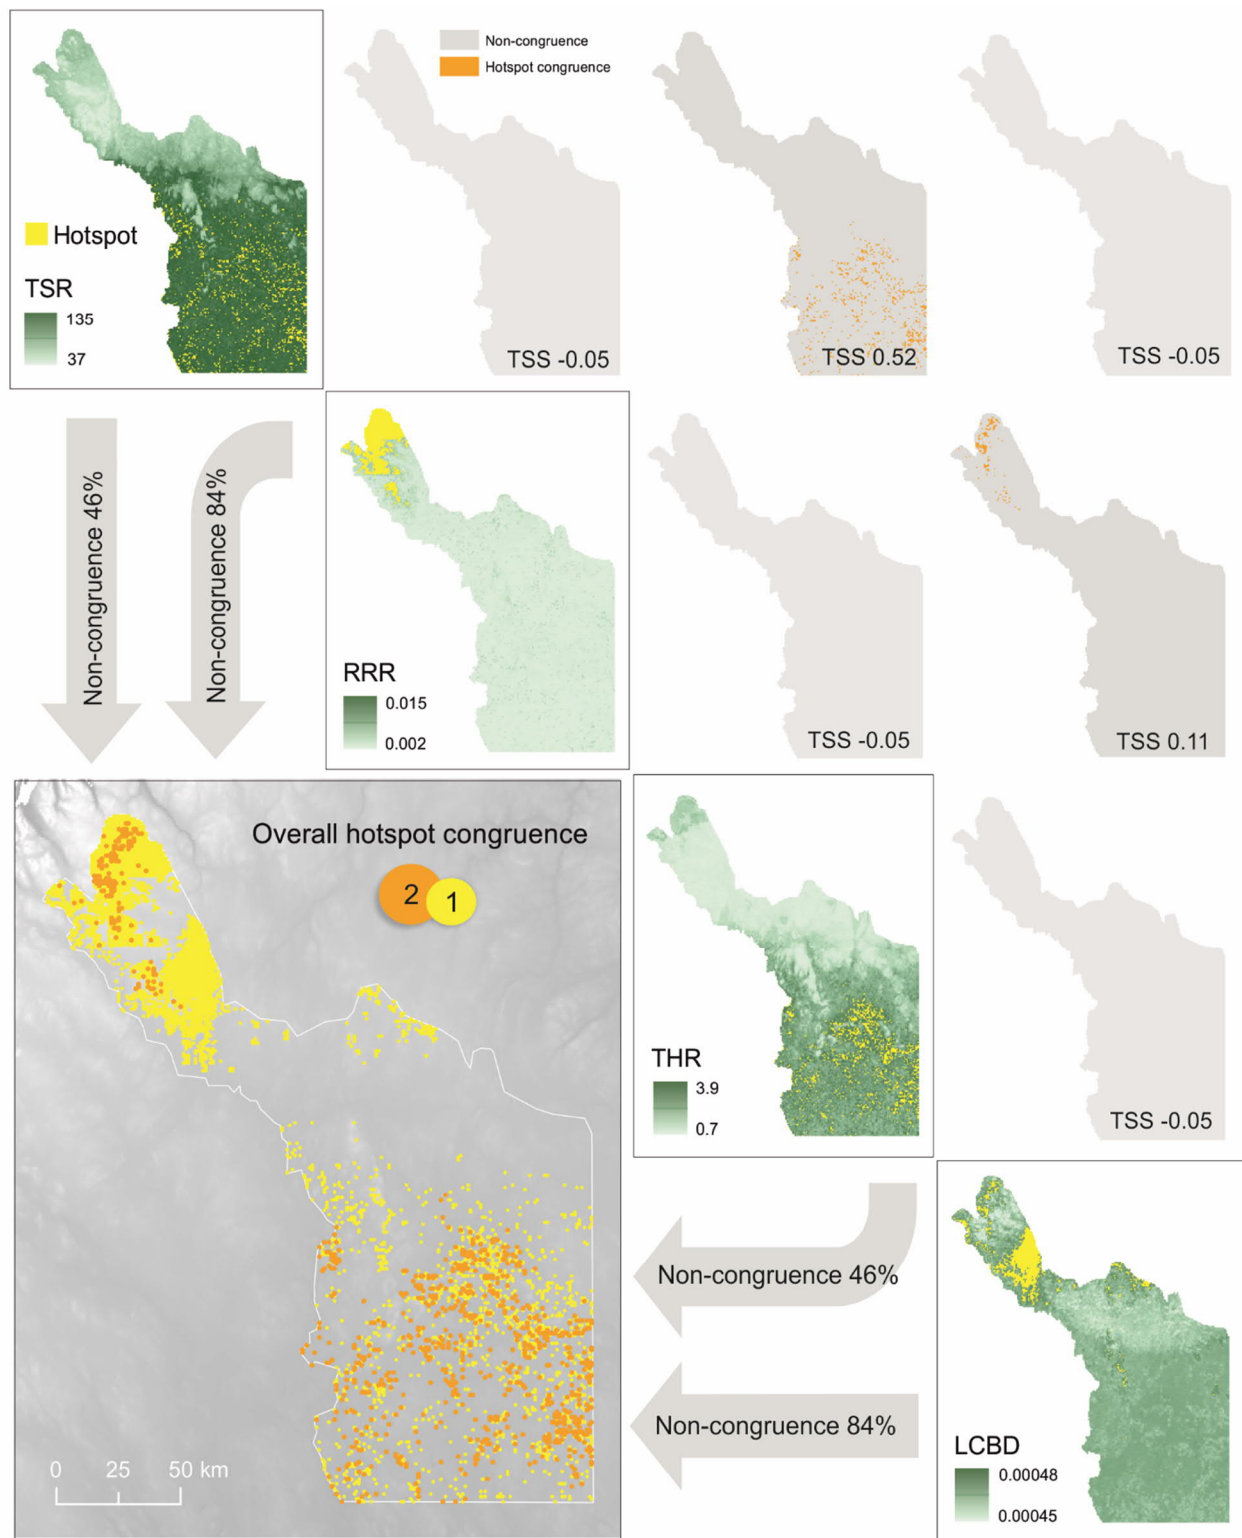 Non-congruence
Hotspot congruence
Hotspot
TSR
135
37
TSS -0.05
TSS 0.52
TSS -0.05
Non-congruence 46%
Non-congruence 84%
RRR
0.015
0.002
TSS -0.05
TSS 0.11
Overall hotspot congruence
2
1
THR
3.9
0.7
TSS -0.05
Non-congruence 46%
Non-congruence 84%
0 25 50 km
LCBD
0.00048
0.00045